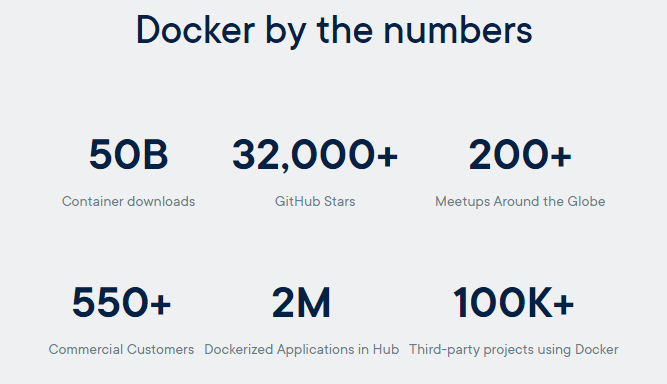 Docker by the numbers
50B 32,000+ 200+
Container downloads GitHub Stars Meetups Around the Globe
550+ 2M 100K+
Commercial Customers Dockerized Applications in Hub Third-party projects using Docker